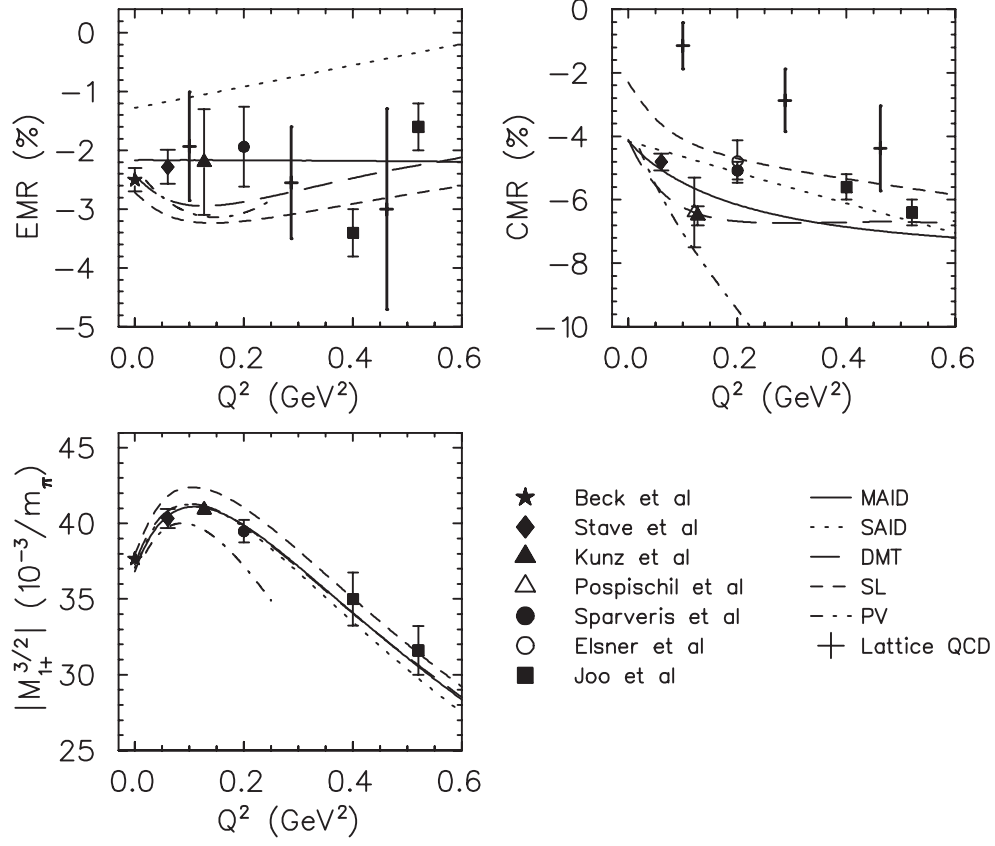 EMR (%)
0
−1
−2
−3
−4
−5
0.0 0.2 0.4 0.6
Q² (GeV²)
CMR (%)
0
−2
−4
−6
−8
−10
0.0 0.2 0.4 0.6
Q² (GeV²)
|M₁₊³ᐟ²| (10⁻³/mπ)
45
40
35
30
25
0.0 0.2 0.4 0.6
Q² (GeV²)
Beck et al
Stave et al
Kunz et al
Pospischil et al
Sparveris et al
Elsner et al
Joo et al
MAID
SAID
DMT
SL
PV
Lattice QCD